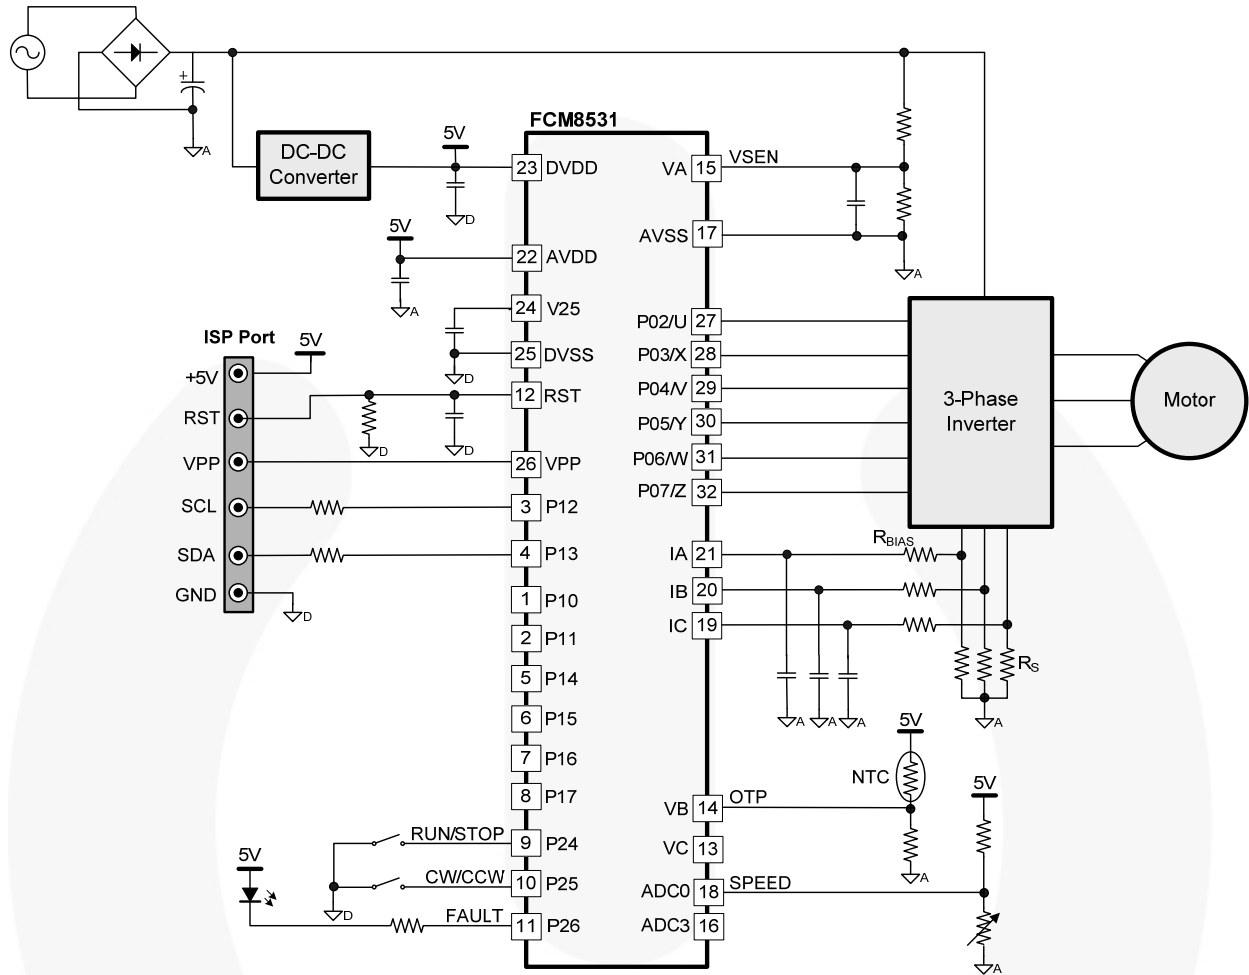 FCM8531
+
A
DC-DC
Converter
5V
D
23 DVDD
VA 15 VSEN
5V
A
22 AVDD
AVSS 17
A
24 V25
25 DVSS
D
ISP Port
5V
+5V
RST
12 RST
D
D
VPP
26 VPP
SCL
3 P12
SDA
4 P13
GND
D
1 P10
2 P11
5 P14
6 P15
7 P16
8 P17
RUN/STOP 9 P24
CW/CCW 10 P25
D
5V
FAULT 11 P26
P02/U 27
P03/X 28
P04/V 29
P05/Y 30
P06/W 31
P07/Z 32
3-Phase
Inverter
Motor
IA 21
RBIAS
IB 20
IC 19
RS
A
A
A
A
5V
NTC
VB 14 OTP
VC 13
A
5V
ADC0 18 SPEED
ADC3 16
A